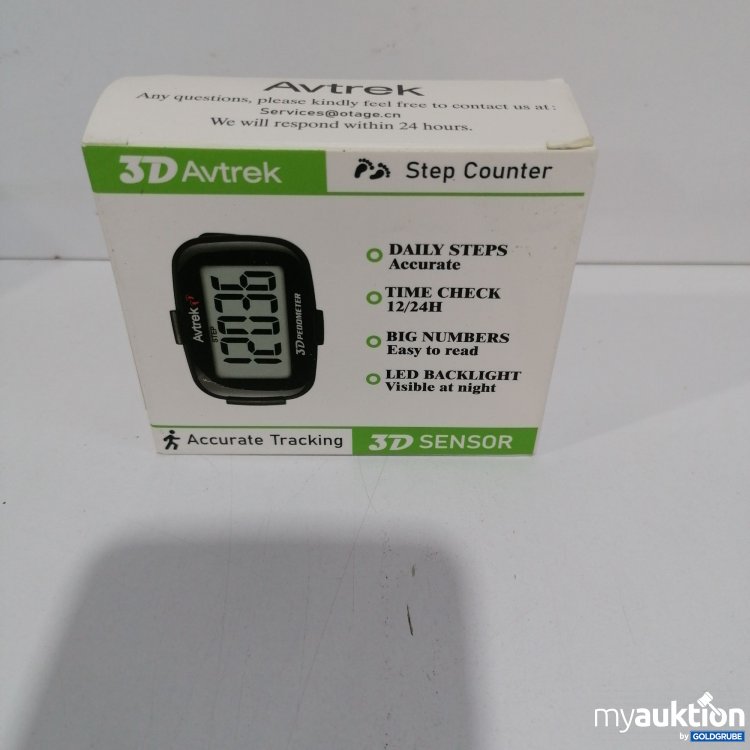 Avtrek
Any questions, please kindly feel free to contact us at :
Services@otage.cn
We will respond within 24 hours.
3D Avtrek
Step Counter
DAILY STEPS
Accurate
TIME CHECK
12/24H
BIG NUMBERS
Easy to read
LED BACKLIGHT
Visible at night
Avtrek
STEP
12036
3D PEDOMETER
Accurate Tracking
3D SENSOR
myauktion
by GOLDGRUBE